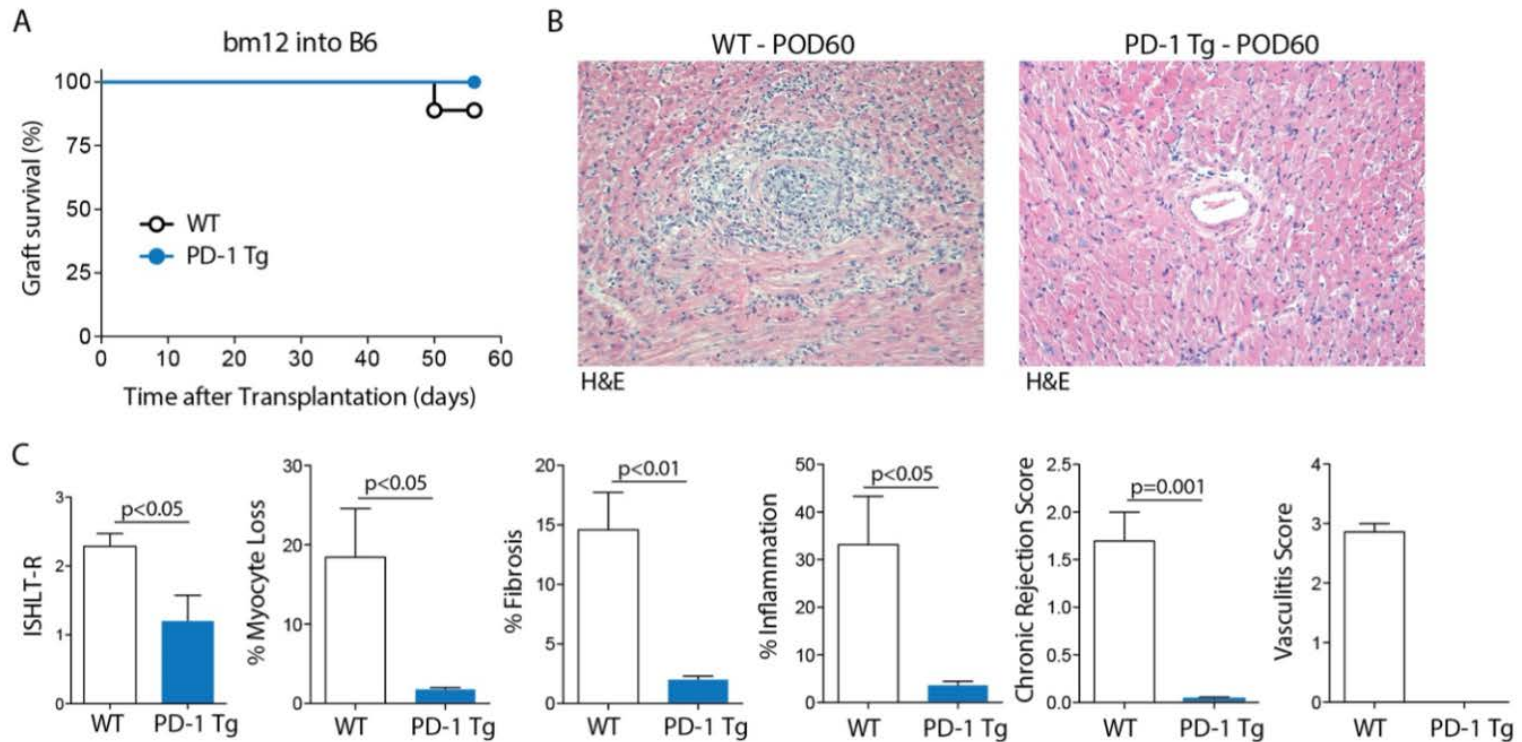 A
bm12 into B6
Graft survival (%)
100
75
50
25
0
WT
PD-1 Tg
0 10 20 30 40 50 60
Time after Transplantation (days)
B
WT - POD60
PD-1 Tg - POD60
H&E
H&E
C
ISHLT-R
3
2
1
0
p<0.05
WT PD-1 Tg
% Myocyte Loss
30
20
10
0
p<0.05
WT PD-1 Tg
% Fibrosis
20
15
10
5
0
p<0.01
WT PD-1 Tg
% Inflammation
50
40
30
20
10
0
p<0.05
WT PD-1 Tg
Chronic Rejection Score
2.5
2.0
1.5
1.0
0.5
0.0
p=0.001
WT PD-1 Tg
Vasculitis Score
4
3
2
1
0
WT PD-1 Tg